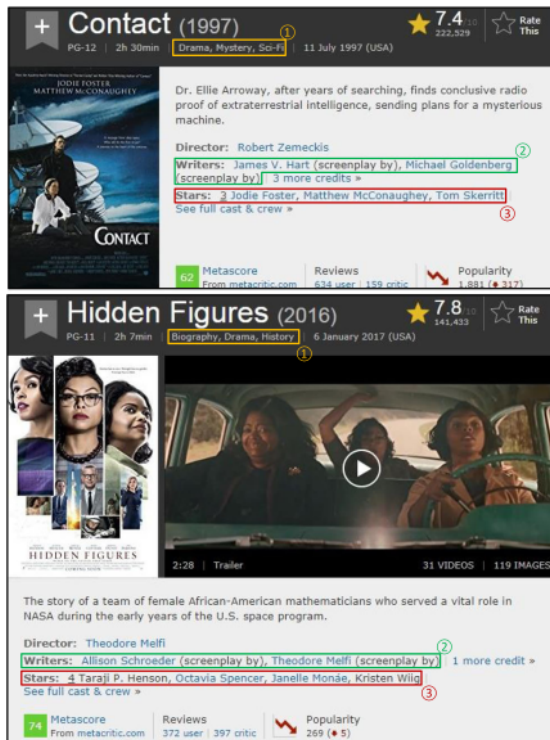 + Contact (1997)
7.4/10
222,529
Rate This
PG-12 | 2h 30min | Drama, Mystery, Sci-Fi | 11 July 1997 (USA)
①
JODIE FOSTER
MATTHEW McCONAUGHEY
CONTACT
Dr. Ellie Arroway, after years of searching, finds conclusive radio
proof of extraterrestrial intelligence, sending plans for a mysterious
machine.
Director: Robert Zemeckis
②
Writers: James V. Hart (screenplay by), Michael Goldenberg
(screenplay by) | 3 more credits »
Stars: 3 Jodie Foster, Matthew McConaughey, Tom Skerritt |
③
See full cast & crew »
62 Metascore
From metacritic.com
Reviews
634 user | 159 critic
Popularity
1,881 (317)
+ Hidden Figures (2016)
7.8/10
141,433
Rate This
PG-11 | 2h 7min | Biography, Drama, History | 6 January 2017 (USA)
①
HIDDEN FIGURES
2:28 | Trailer
31 VIDEOS | 119 IMAGES
The story of a team of female African-American mathematicians who served a vital role in
NASA during the early years of the U.S. space program.
Director: Theodore Melfi
②
Writers: Allison Schroeder (screenplay by), Theodore Melfi (screenplay by) | 1 more credit »
Stars: 4 Taraji P. Henson, Octavia Spencer, Janelle Monáe, Kristen Wiig |
③
See full cast & crew »
74 Metascore
From metacritic.com
Reviews
372 user | 397 critic
Popularity
269 (5)